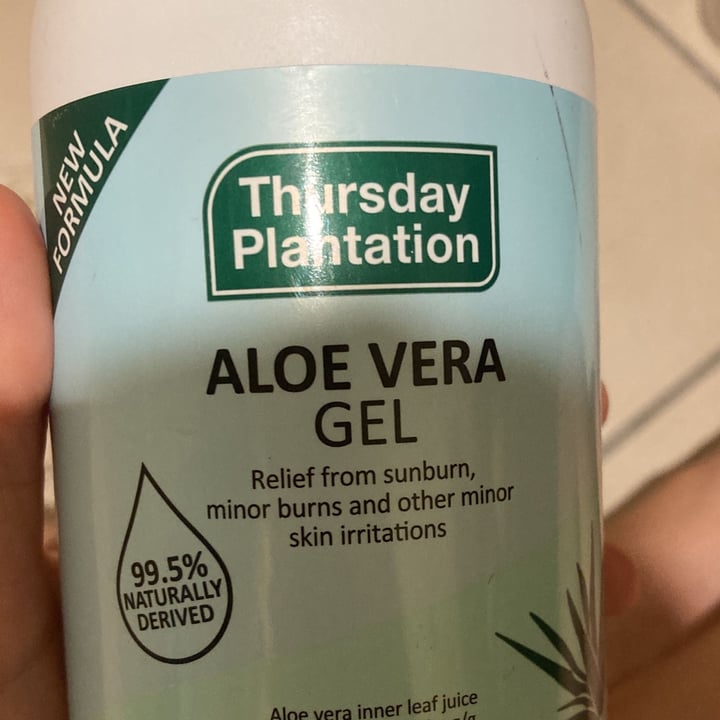 NEW
FORMULA
Thursday
Plantation
ALOE VERA
GEL
Relief from sunburn,
minor burns and other minor
skin irritations
99.5%
NATURALLY
DERIVED
Aloe vera inner leaf juice